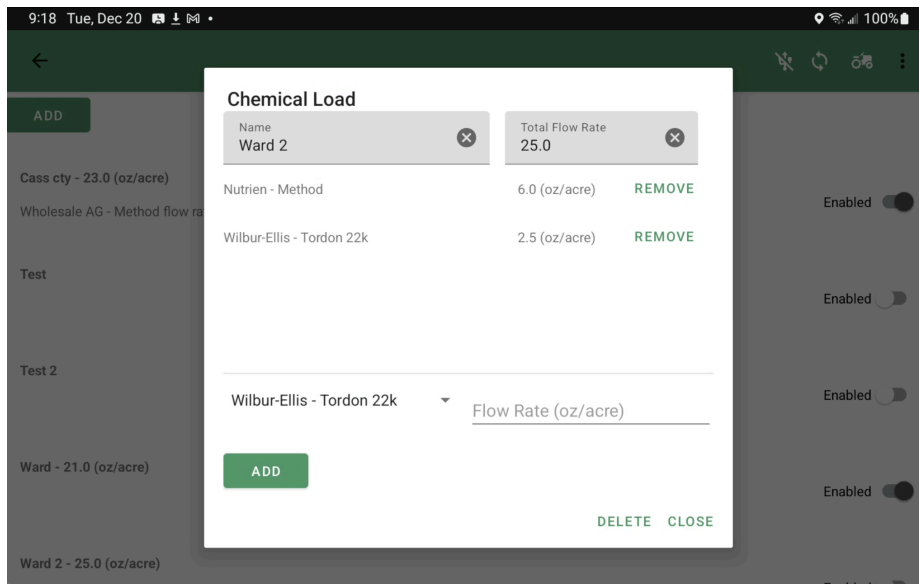 9:18 Tue, Dec 20 100%
ADD
Chemical Load
Name
Ward 2
Total Flow Rate
25.0
Nutrien - Method 6.0 (oz/acre) REMOVE
Wilbur-Ellis - Tordon 22k 2.5 (oz/acre) REMOVE
Wilbur-Ellis - Tordon 22k
Flow Rate (oz/acre)
ADD
DELETE CLOSE
Cass cty - 23.0 (oz/acre)
Wholesale AG - Method flow ra
Enabled
Test
Enabled
Test 2
Enabled
Ward - 21.0 (oz/acre)
Enabled
Ward 2 - 25.0 (oz/acre)